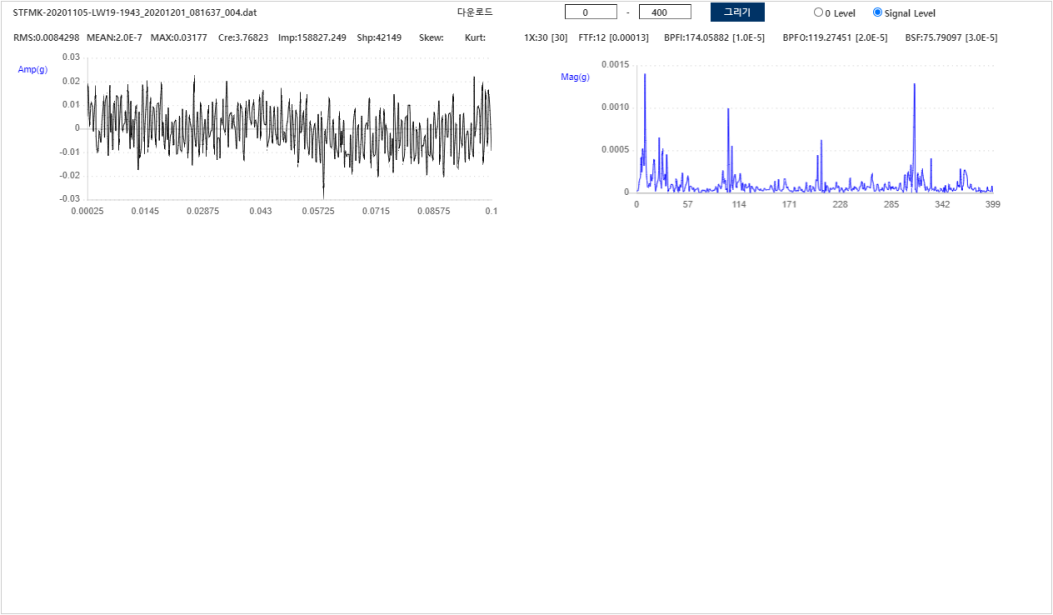 STFMK-20201105-LW19-1943_20201201_081637_004.dat 다운로드 0 - 400 그리기 0 Level Signal Level
RMS:0.0084298 MEAN:2.0E-7 MAX:0.03177 Cre:3.76823 Imp:158827.249 Shp:42149 Skew: Kurt: 1X:30 [30] FTF:12 [0.00013] BPFI:174.05882 [1.0E-5] BPFO:119.27451 [2.0E-5] BSF:75.79097 [3.0E-5]
Amp(g)
0.03
0.02
0.01
0
-0.01
-0.02
-0.03
0.00025 0.0145 0.02875 0.043 0.05725 0.0715 0.08575 0.1
Mag(g)
0.0015
0.0010
0.0005
0
0 57 114 171 228 285 342 399